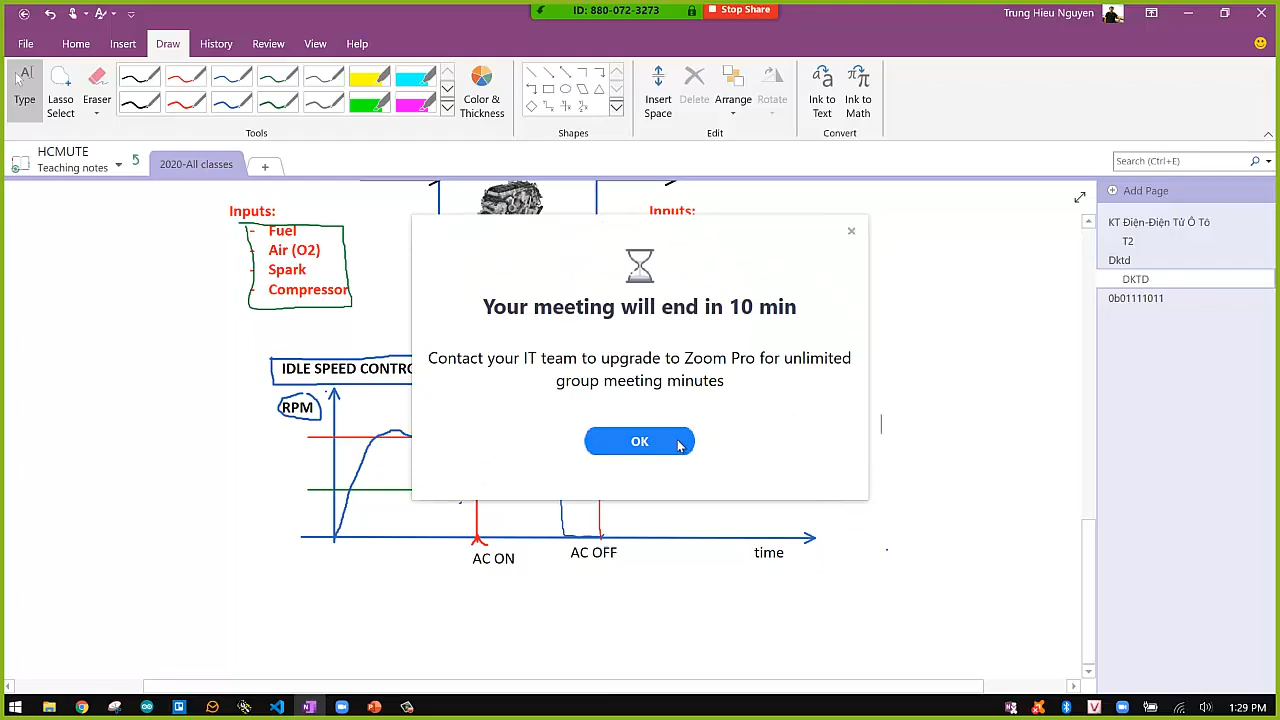 ID: 880-072-3273
Stop Share
Trung Hieu Nguyen
File
Home
Insert
Draw
History
Review
View
Help
Type
Lasso Select
Eraser
Color & Thickness
Insert Space
Delete
Arrange
Rotate
Ink to Text
Ink to Math
Tools
Shapes
Edit
Convert
HCMUTE
Teaching notes
5
2020-All classes
Search (Ctrl+E)
Add Page
KT Điện-Điện Tử Ô Tô
T2
Dktd
DKTD
0b01111011
Inputs:
- Fuel
- Air (O2)
- Spark
- Compressor
Inputs:
Your meeting will end in 10 min
Contact your IT team to upgrade to Zoom Pro for unlimited
group meeting minutes
OK
IDLE SPEED CONTRO
RPM
AC ON
AC OFF
time
1:29 PM